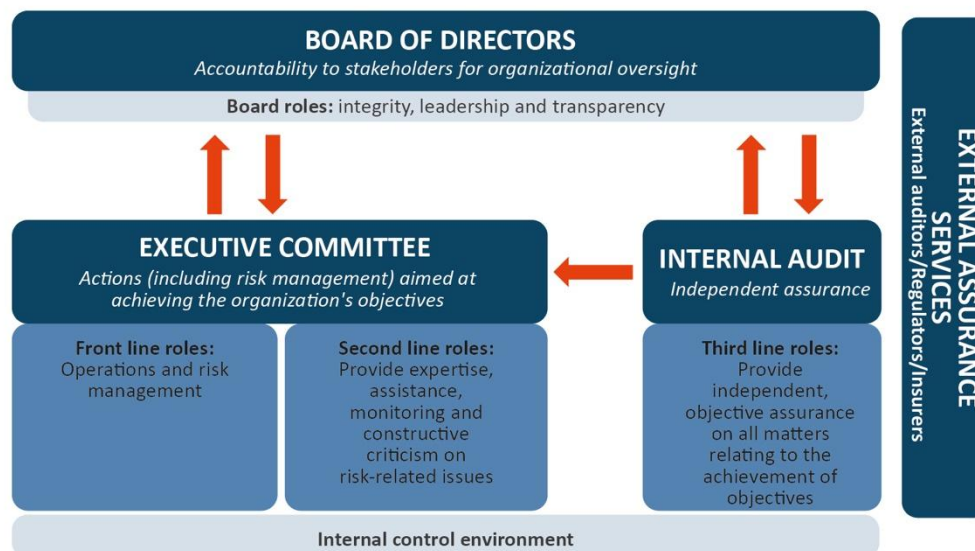 BOARD OF DIRECTORS
Accountability to stakeholders for organizational oversight
Board roles: integrity, leadership and transparency
EXECUTIVE COMMITTEE
Actions (including risk management) aimed at
achieving the organization's objectives
INTERNAL AUDIT
Independent assurance
Front line roles:
Operations and risk
management
Second line roles:
Provide expertise,
assistance,
monitoring and
constructive
criticism on
risk-related issues
Third line roles:
Provide
independent,
objective assurance
on all matters
relating to the
achievement of
objectives
Internal control environment
EXTERNAL ASSURANCE
SERVICES
External auditors/Regulators/Insurers